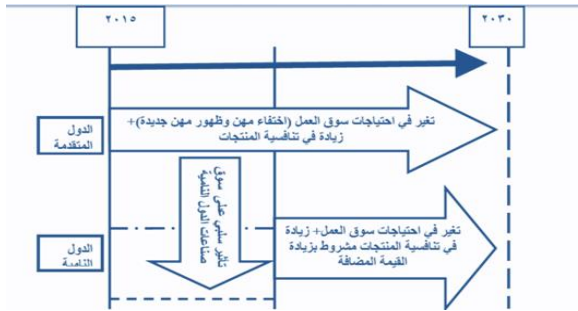 ٢٠١٥
٢٠٣٠
تغير في احتياجات سوق العمل (اختفاء مهن وظهور مهن جديدة)+
زيادة في تنافسية المنتجات
الدول
المتقدمة
تأثير سلبي على سوق
صناعات الدول النامية
تغير في احتياجات سوق العمل+ زيادة
في تنافسية المنتجات مشروط بزيادة
القيمة المضافة
الدول
النامية